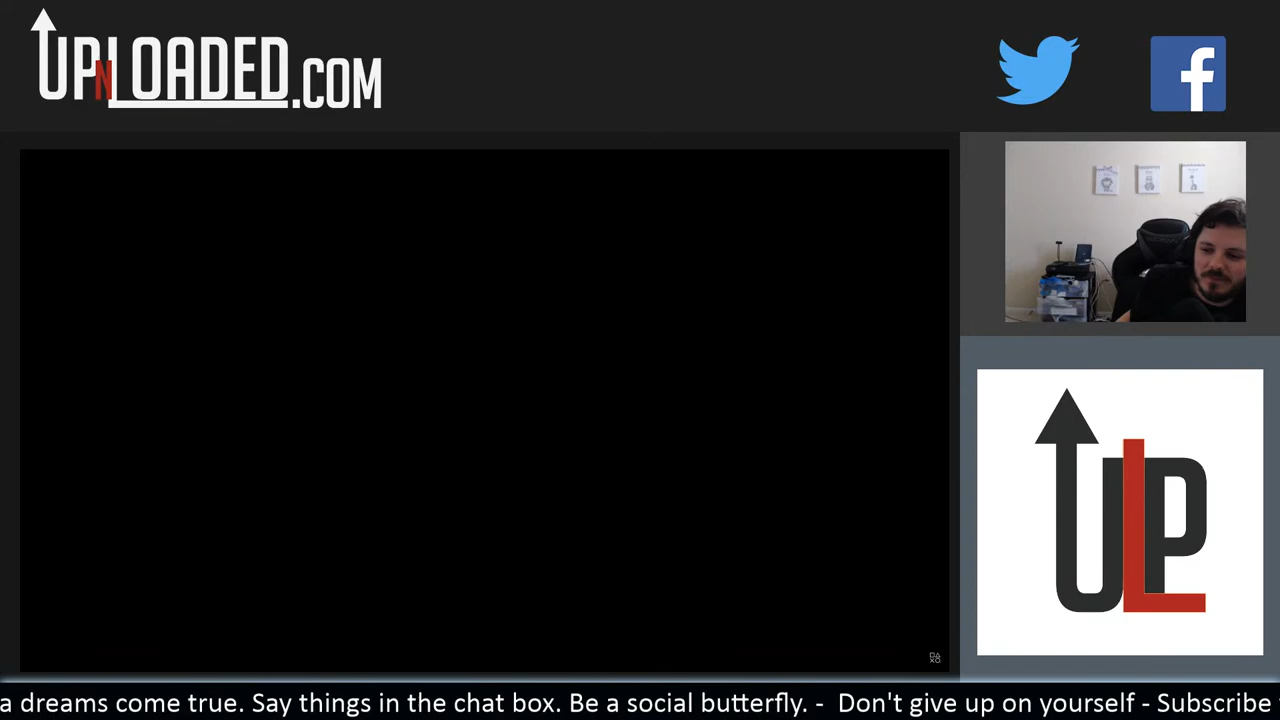 UPNLOADED.COM
ULP
a dreams come true. Say things in the chat box. Be a social butterfly. -  Don't give up on yourself - Subscribe